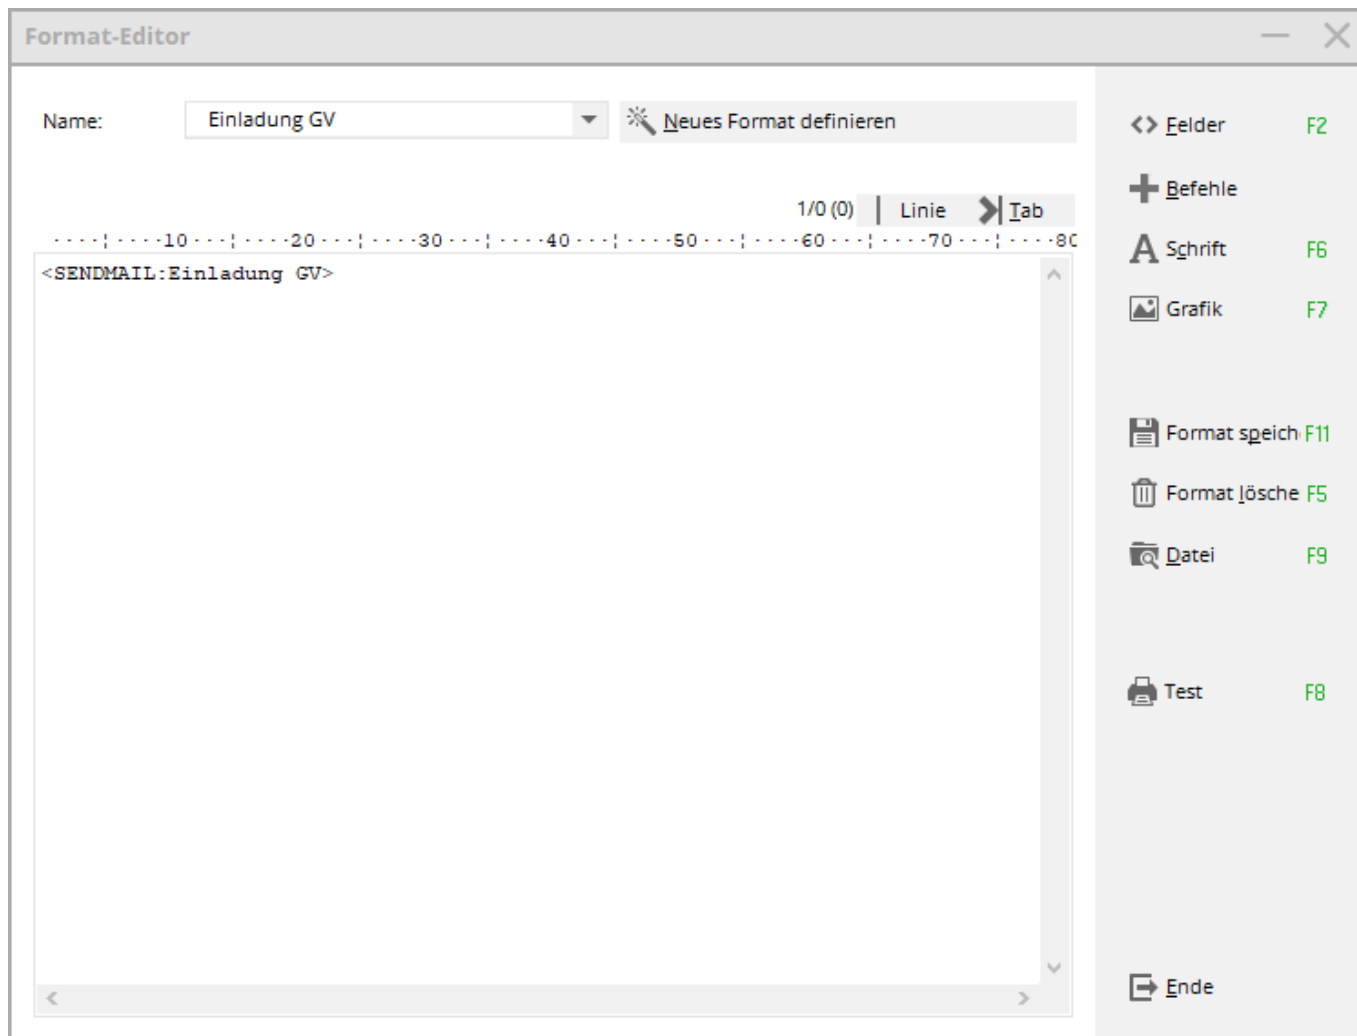 Format-Editor
Name: Einladung GV Neues Format definieren
1/0 (0) Linie Tab
····¦····10···¦····20···¦····30···¦····40···¦····50···¦····60···¦····70···¦····80
<SENDMAIL:Einladung GV>
Felder F2
Befehle
Schrift F6
Grafik F7
Format speich F11
Format lösche F5
Datei F9
Test F8
Ende